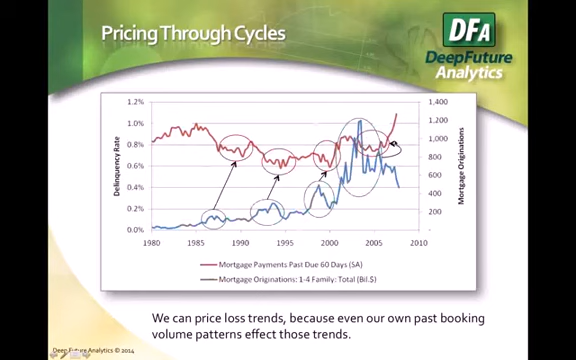 Pricing Through Cycles
DFA
DeepFuture
Analytics
1.2%
1.0%
0.8%
0.6%
0.4%
0.2%
0.0%
Delinquency Rate
1,400
1,200
1,000
800
600
400
200
-
Mortgage Originations
1980 1985 1990 1995 2000 2005 2010
Mortgage Payments Past Due 60 Days (SA)
Mortgage Originations: 1-4 Family: Total (Bil.$)
We can price loss trends, because even our own past booking
volume patterns effect those trends.
Deep Future Analytics © 2014